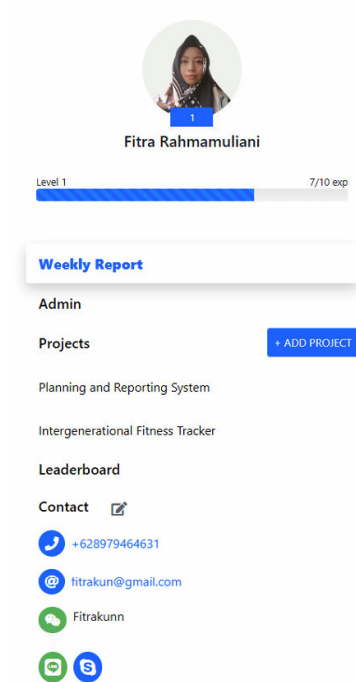 1
Fitra Rahmamuliani
Level 1 7/10 exp
Weekly Report
Admin
Projects + ADD PROJECT
Planning and Reporting System
Intergenerational Fitness Tracker
Leaderboard
Contact
+628979464631
@ fitrakun@gmail.com
Fitrakunn
LINE S